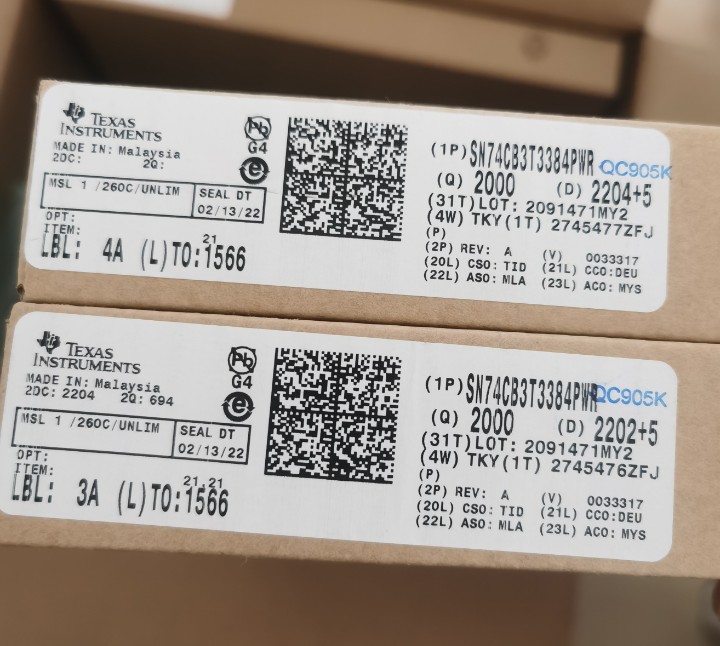 TEXAS
INSTRUMENTS
MADE IN: Malaysia
2DC: 2Q:
MSL 1 /260C/UNLIM
SEAL DT
02/13/22
OPT:
ITEM:
LBL: 4A (L)TO:1566
21
Pb
G4
e
(1P)SN74CB3T3384PWR
QC905K
(Q) 2000 (D) 2204+5
(31T)LOT: 2091471MY2
(4W) TKY(1T) 2745477ZFJ
(P)
(2P) REV: A (V) 0033317
(20L) CSO: TID (21L) CCO:DEU
(22L) ASO: MLA (23L) ACO: MYS
TEXAS
INSTRUMENTS
MADE IN: Malaysia
2DC: 2204 2Q: 694
MSL 1 /260C/UNLIM
SEAL DT
02/13/22
OPT:
ITEM:
LBL: 3A (L)TO:1566
21,21
Pb
G4
e
(1P)SN74CB3T3384PWR
QC905K
(Q) 2000 (D) 2202+5
(31T)LOT: 2091471MY2
(4W) TKY(1T) 2745476ZFJ
(P)
(2P) REV: A (V) 0033317
(20L) CSO: TID (21L) CCO:DEU
(22L) ASO: MLA (23L) ACO: MYS